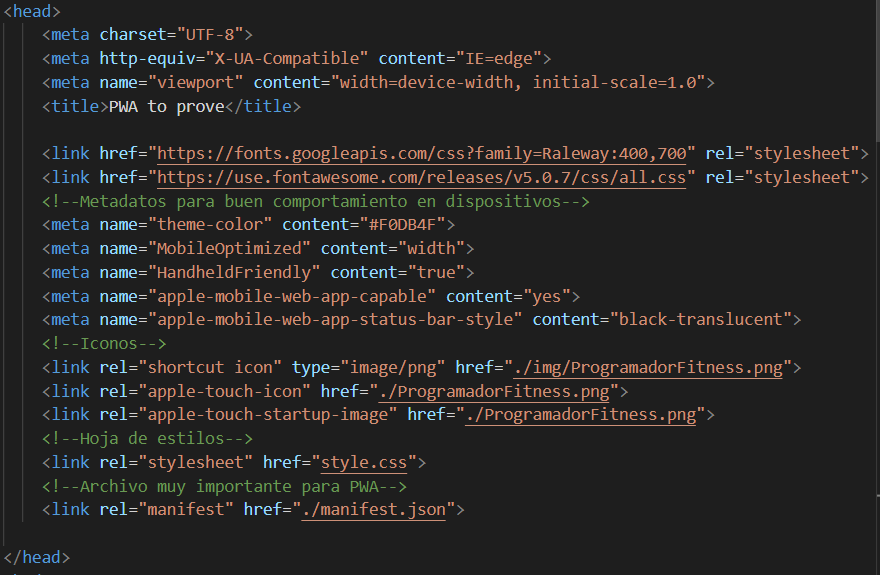 <head>
<meta charset="UTF-8">
<meta http-equiv="X-UA-Compatible" content="IE=edge">
<meta name="viewport" content="width=device-width, initial-scale=1.0">
<title>PWA to prove</title>
<link href="https://fonts.googleapis.com/css?family=Raleway:400,700" rel="stylesheet">
<link href="https://use.fontawesome.com/releases/v5.0.7/css/all.css" rel="stylesheet">
<!--Metadatos para buen comportamiento en dispositivos-->
<meta name="theme-color" content="#F0DB4F">
<meta name="MobileOptimized" content="width">
<meta name="HandheldFriendly" content="true">
<meta name="apple-mobile-web-app-capable" content="yes">
<meta name="apple-mobile-web-app-status-bar-style" content="black-translucent">
<!--Iconos-->
<link rel="shortcut icon" type="image/png" href="./img/ProgramadorFitness.png">
<link rel="apple-touch-icon" href="./ProgramadorFitness.png">
<link rel="apple-touch-startup-image" href="./ProgramadorFitness.png">
<!--Hoja de estilos-->
<link rel="stylesheet" href="style.css">
<!--Archivo muy importante para PWA-->
<link rel="manifest" href="./manifest.json">
</head>